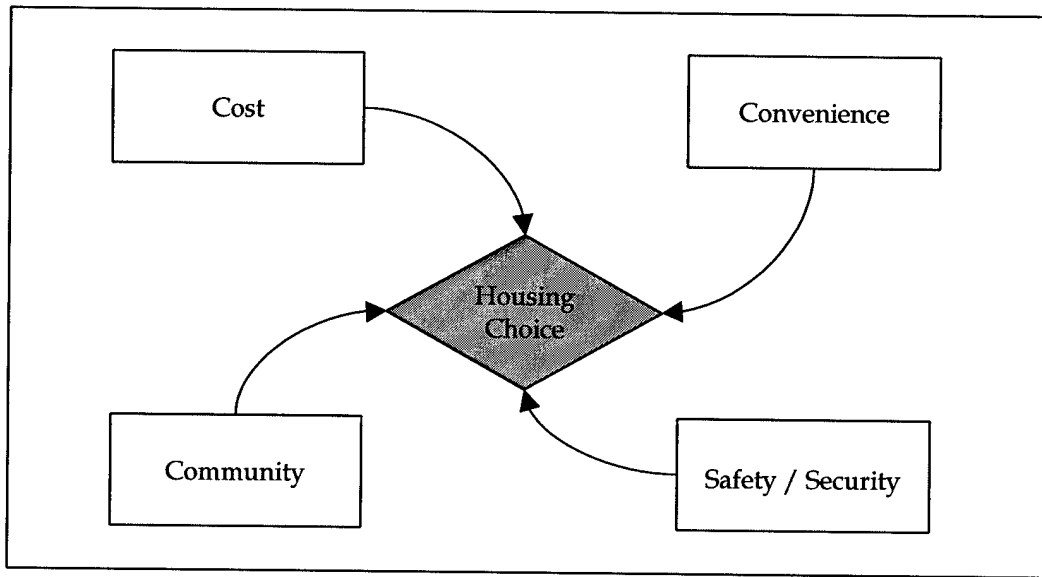 Cost
Convenience
Housing
Choice
Community
Safety / Security